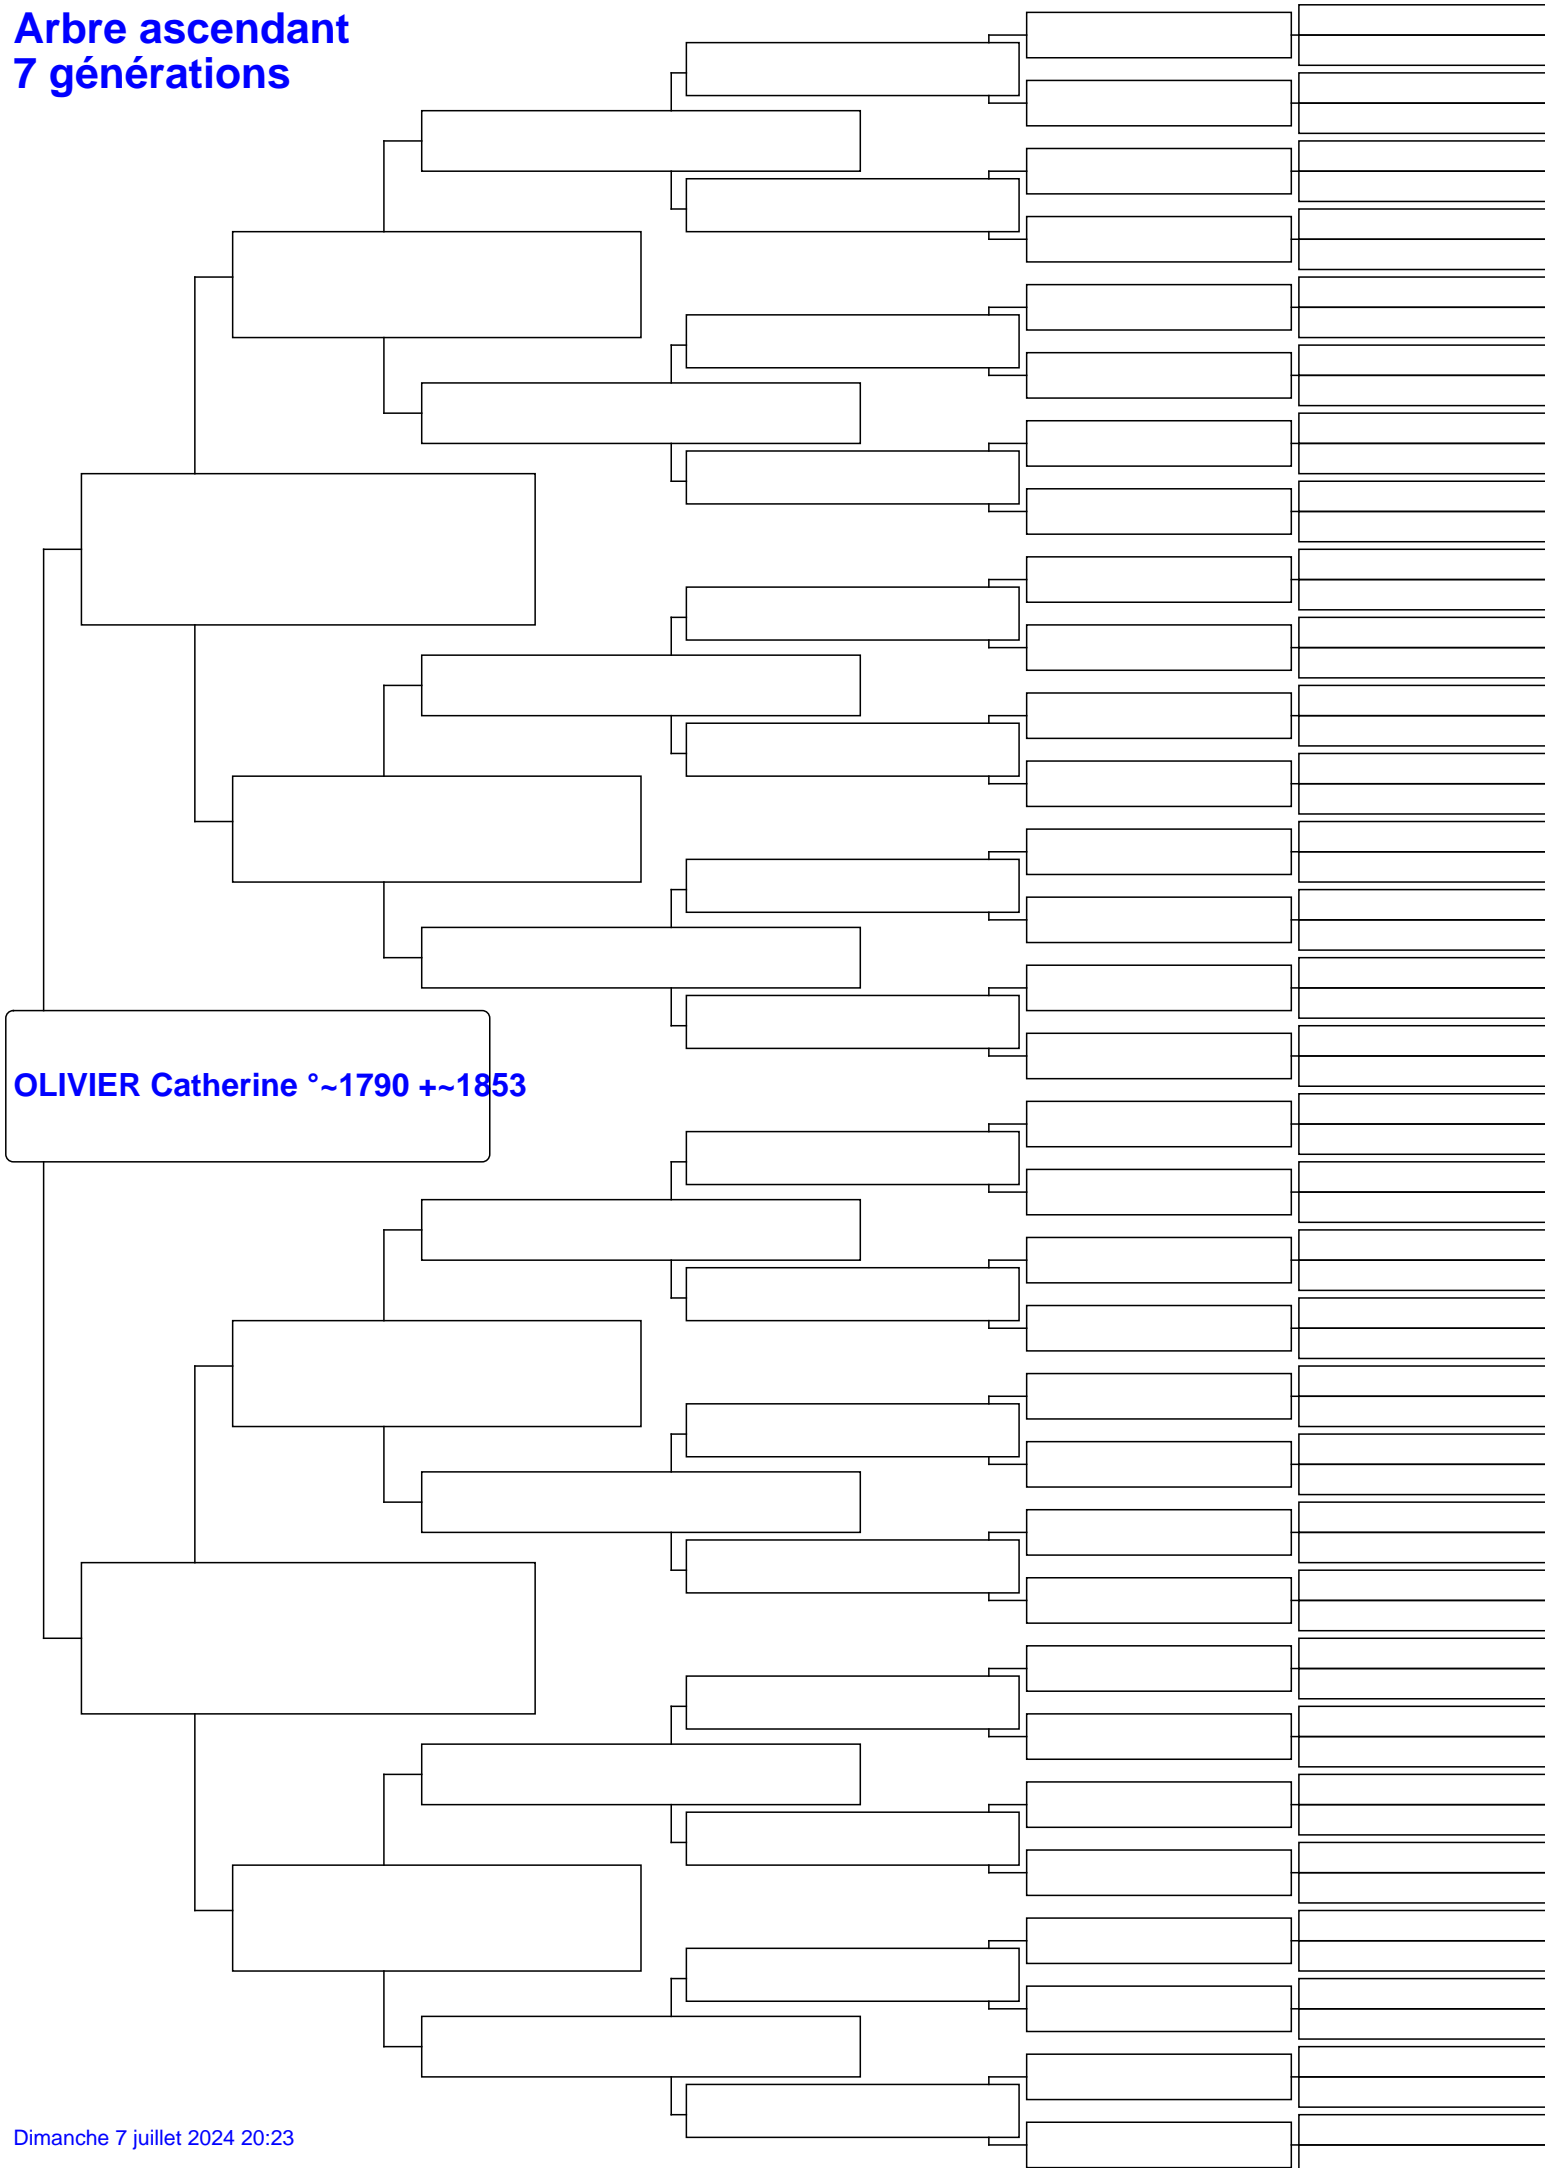 Arbre ascendant
7 générations
OLIVIER Catherine °~1790 +~1853
Dimanche 7 juillet 2024 20:23